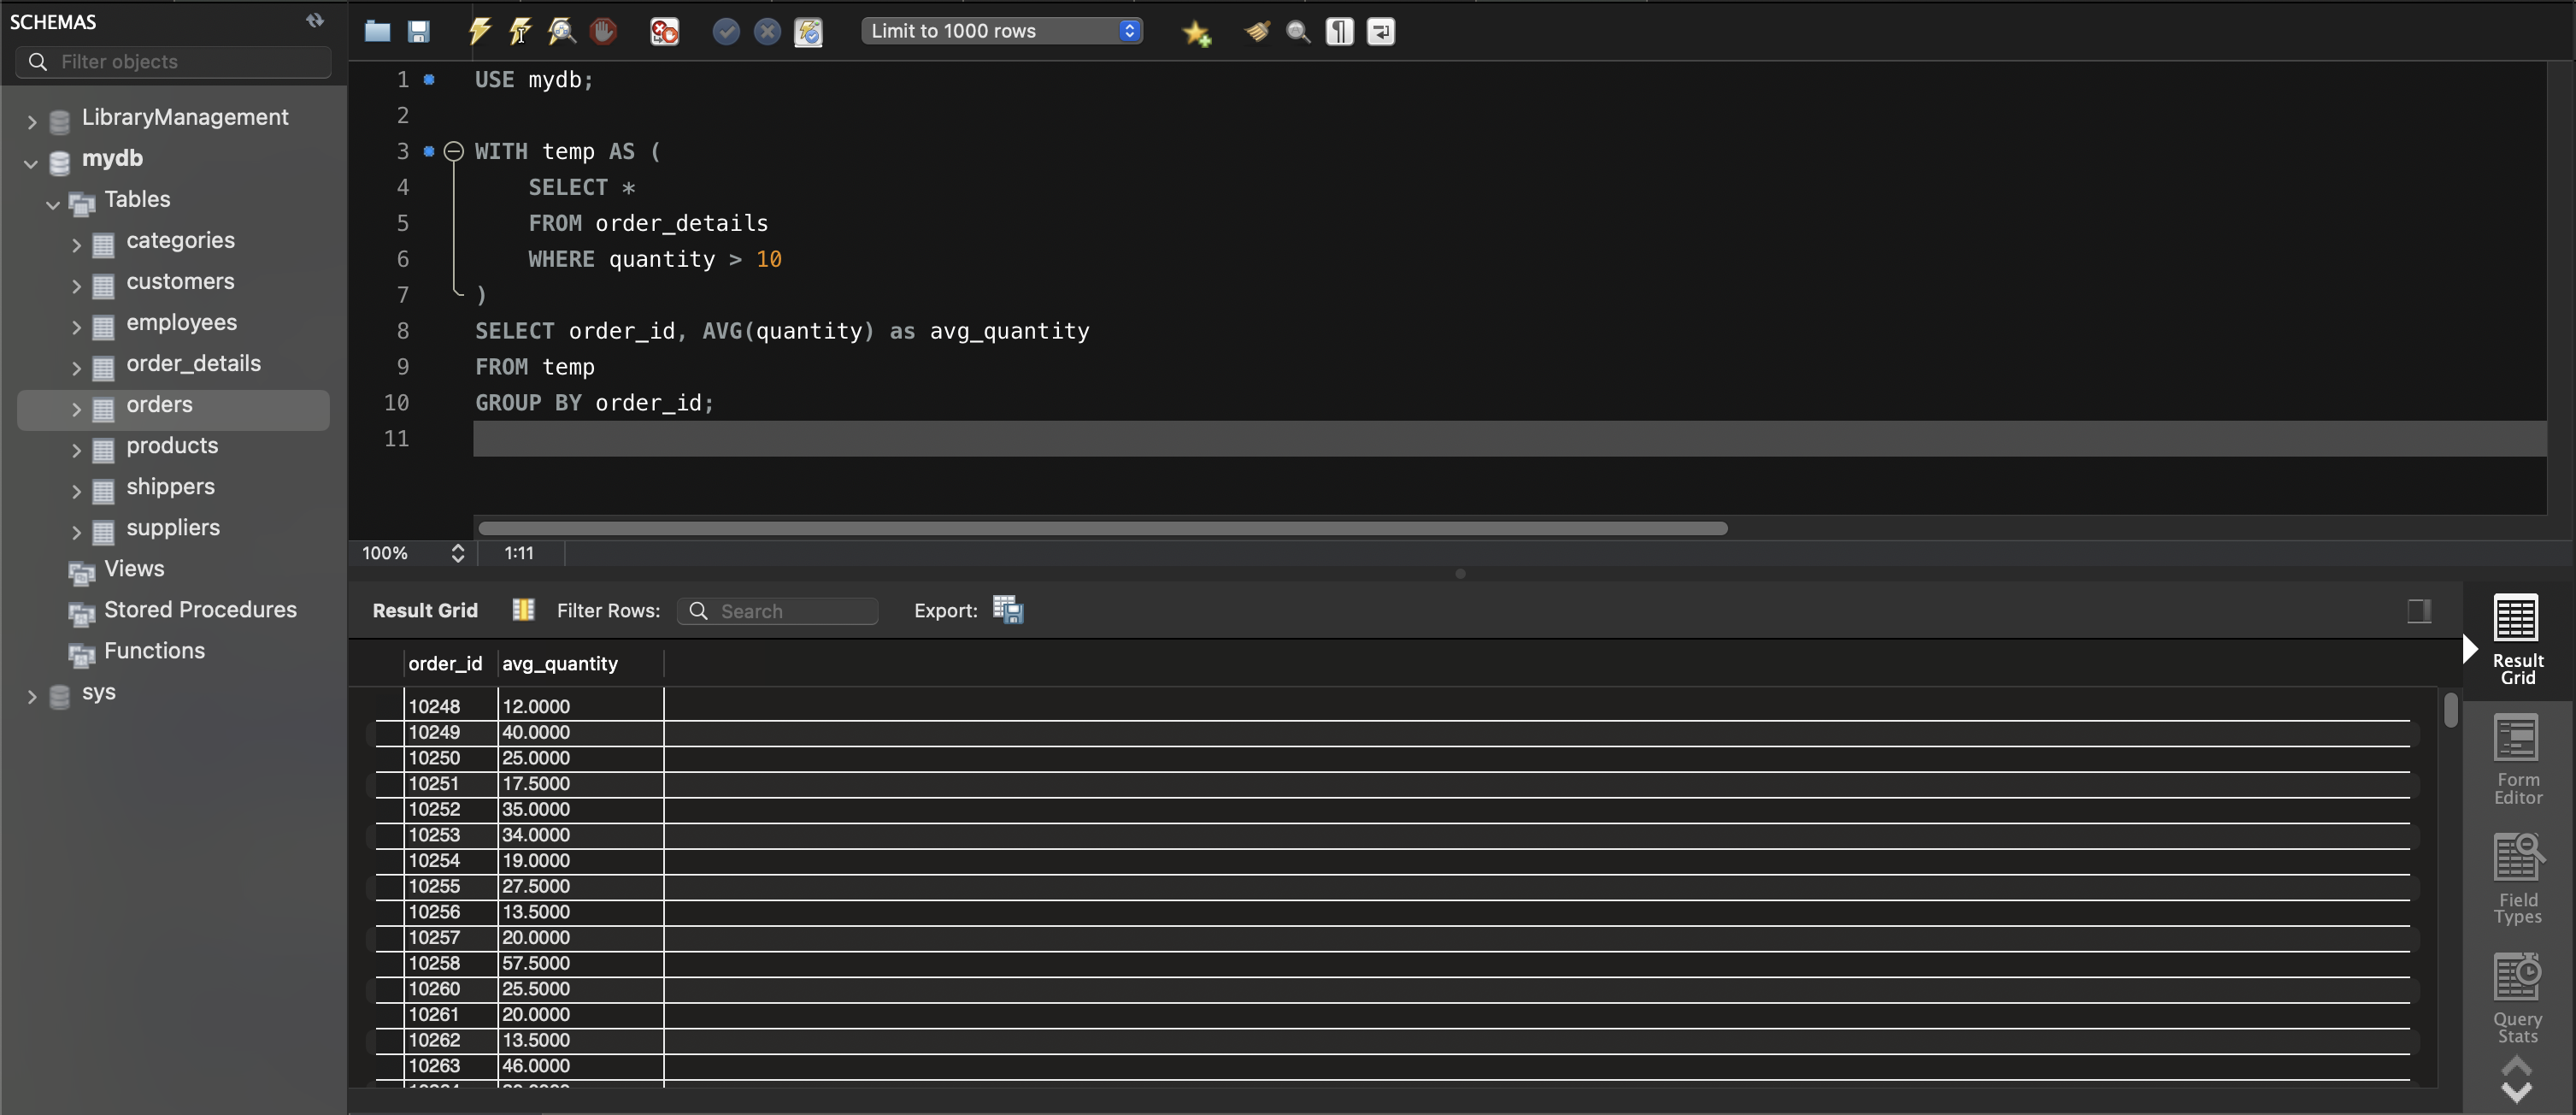 SCHEMAS
Filter objects
LibraryManagement
mydb
Tables
categories
customers
employees
order_details
orders
products
shippers
suppliers
Views
Stored Procedures
Functions
sys
Limit to 1000 rows
1 USE mydb;
2
3 WITH temp AS (
4 SELECT *
5 FROM order_details
6 WHERE quantity > 10
7 )
8 SELECT order_id, AVG(quantity) as avg_quantity
9 FROM temp
10 GROUP BY order_id;
11
100% 1:11
Result Grid Filter Rows: Search Export:
order_id avg_quantity
10248 12.0000
10249 40.0000
10250 25.0000
10251 17.5000
10252 35.0000
10253 34.0000
10254 19.0000
10255 27.5000
10256 13.5000
10257 20.0000
10258 57.5000
10260 25.5000
10261 20.0000
10262 13.5000
10263 46.0000
Result
Grid
Form
Editor
Field
Types
Query
Stats